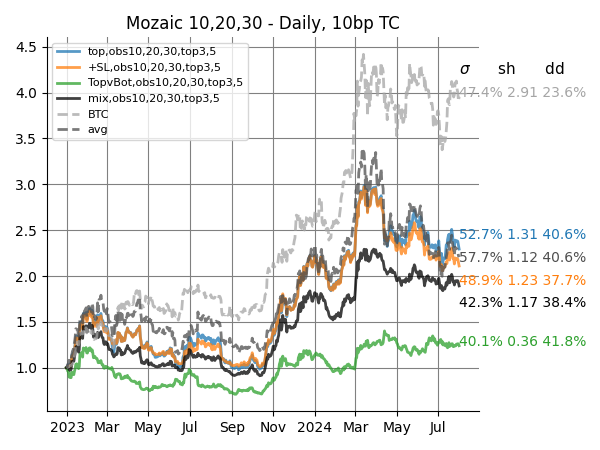 Mozaic 10,20,30 - Daily, 10bp TC
4.5
4.0
3.5
3.0
2.5
2.0
1.5
1.0
top,obs10,20,30,top3,5
+SL,obs10,20,30,top3,5
TopvBot,obs10,20,30,top3,5
mix,obs10,20,30,top3,5
BTC
avg
σ sh dd
47.4% 2.91 23.6%
52.7% 1.31 40.6%
57.7% 1.12 40.6%
48.9% 1.23 37.7%
42.3% 1.17 38.4%
40.1% 0.36 41.8%
2023 Mar May Jul Sep Nov 2024 Mar May Jul